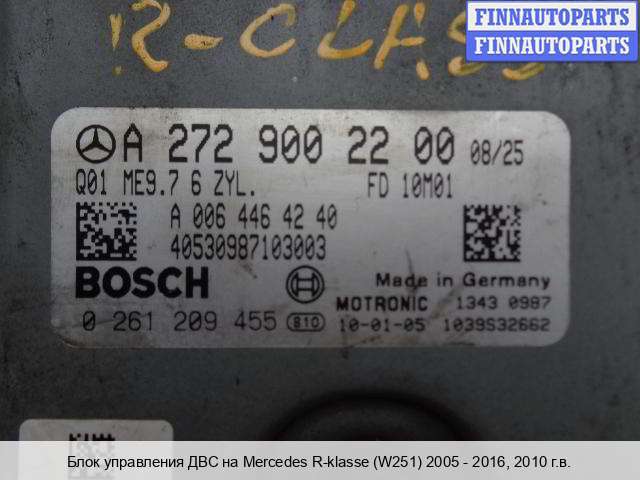 FINNAUTOPARTS
FINNAUTOPARTS
R-CLASS
A 272 900 22 00 08/25
Q01 ME9.7 6 ZYL. FD 10M01
A 006 446 42 40
40530987103003
BOSCH
Made in Germany
MOTRONIC 1343 0987
0 261 209 455 S10 10-01-05 1039S32662
Блок управления ДВС на Mercedes R-klasse (W251) 2005 - 2016, 2010 г.в.